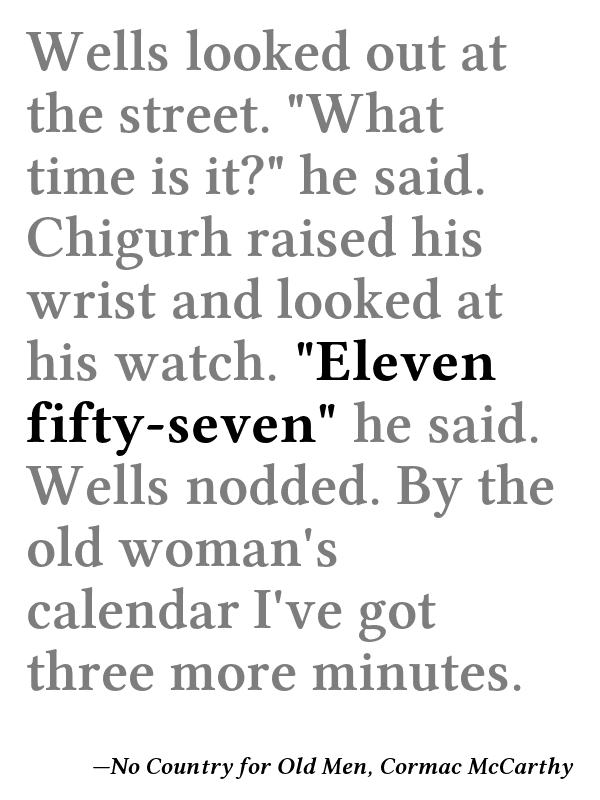 Wells looked out at
the street. "What
time is it?" he said.
Chigurh raised his
wrist and looked at
his watch. "Eleven
fifty-seven" he said.
Wells nodded. By the
old woman's
calendar I've got
three more minutes.
—No Country for Old Men, Cormac McCarthy